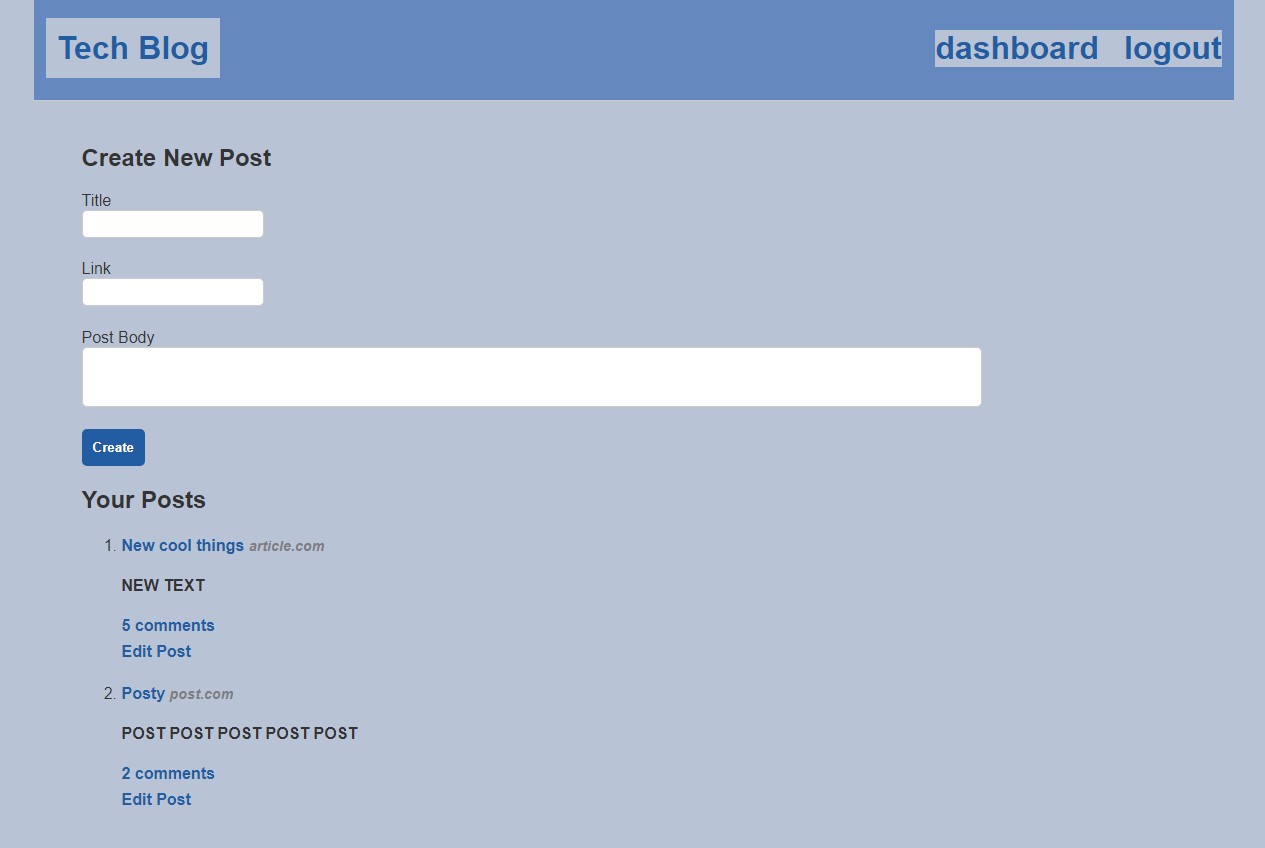 Tech Blog dashboard logout
Create New Post
Title
Link
Post Body
Create
Your Posts
1. New cool things article.com
NEW TEXT
5 comments
Edit Post
2. Posty post.com
POST POST POST POST POST
2 comments
Edit Post